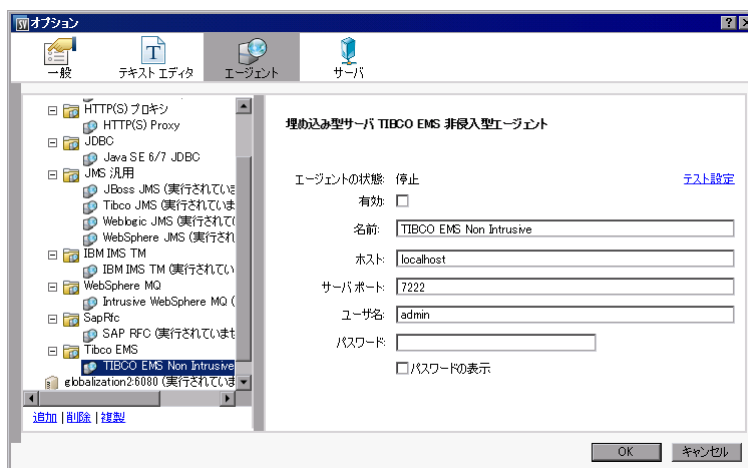 SV オプション
一般
テキスト エディタ
エージェント
サーバ
HTTP(S) プロキシ
HTTP(S) Proxy
JDBC
Java SE 6/7 JDBC
JMS 汎用
JBoss JMS (実行されていま
Tibco JMS (実行されていま
Weblogic JMS (実行されて
WebSphere JMS (実行され
IBM IMS TM
IBM IMS TM (実行されてい
WebSphere MQ
Intrusive WebSphere MQ (
SapRfc
SAP RFC (実行されていませ
Tibco EMS
TIBCO EMS Non Intrusive
globalization2:6080 (実行されていま
追加 | 削除 | 複製
埋め込み型サーバ TIBCO EMS 非侵入型エージェント
エージェントの状態: 停止
テスト設定
有効:
名前: TIBCO EMS Non Intrusive
ホスト: localhost
サーバ ポート: 7222
ユーザ名: admin
パスワード:
パスワードの表示
OK
キャンセル